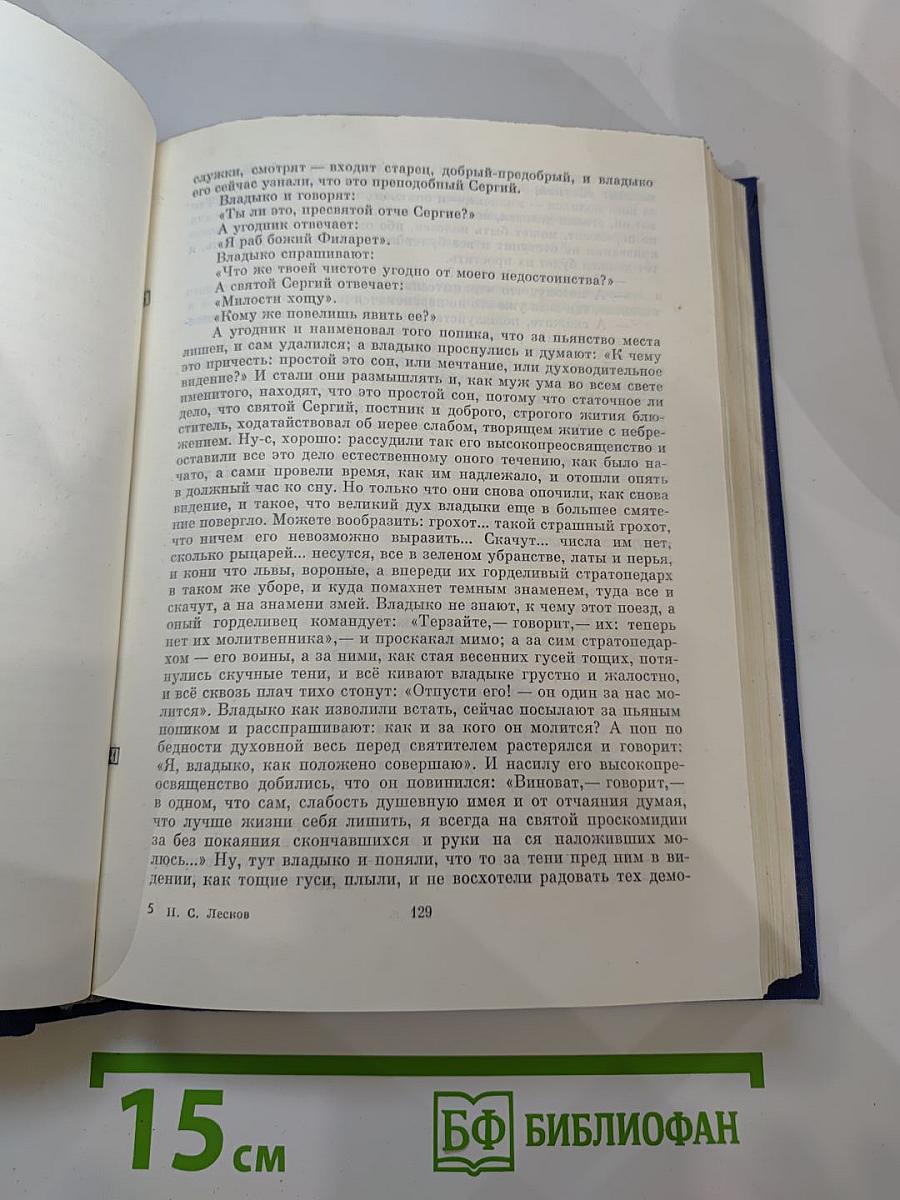 служки, смотрят — входит старец, добрый-предобрый, и владыко
его сейчас узнали, что это преподобный Сергий.
Владыко и говорят:
«Ты ли это, пресвятой отче Сергие?»
А угодник отвечает:
«Я раб божий Филарет».
Владыко спрашивают:
«Что же твоей чистоте угодно от моего недостоинства?»
А святой Сергий отвечает:
«Милости хощу».
«Кому же повелишь явить ее?»
А угодник и наименовал того попика, что за пьянство места
лишен, и сам удалился; а владыко проснулись и думают: «К чему
это причесть: простой это сон, или мечтание, или духоводительное
видение?» И стали они размышлять и, как муж ума во всем свете
именитого, находят, что это простой сон, потому что статочное ли
дело, что святой Сергий, постник и доброго, строгого жития блю-
ститель, ходатайствовал об иерее слабом, творящем житие с небре-
жением. Ну-с, хорошо: рассудили так его высокопреосвященство и
оставили все это дело естественному оного течению, как было на-
чато, а сами провели время, как им надлежало, и отошли опять
в должный час ко сну. Но только что они снова опочили, как снова
видение, и такое, что великий дух владыки еще в большее смяте-
ние повергло. Можете вообразить: грохот... такой страшный грохот,
что ничем его невозможно выразить... Скачут... числа им нет,
сколько рыцарей... несутся, все в зеленом убранстве, латы и перья,
и кони что львы, вороные, а впереди их горделивый стратопедарх
в таком же уборе, и куда помахнет темным знаменем, туда все и
скачут, а на знамени змей. Владыко не знают, к чему этот поезд, а
оный горделивец командует: «Терзайте,— говорит,— их: теперь
нет их молитвенника»,— и проскакал мимо; а за сим стратопедар-
хом — его воины, а за ними, как стая весенних гусей тощих, потя-
нулись скучные тени, и всё кивают владыке грустно и жалостно,
и всё сквозь плач тихо стонут: «Отпусти его! — он один за нас мо-
лится». Владыко как изволили встать, сейчас посылают за пьяным
попиком и расспрашивают: как и за кого он молится? А поп по
бедности духовной весь перед святителем растерялся и говорит:
«Я, владыко, как положено совершаю». И насилу его высокопре-
освященство добились, что он повинился: «Виноват,— говорит,—
в одном, что сам, слабость душевную имея и от отчаяния думая,
что лучше жизни себя лишить, я всегда на святой проскомидии
за без покаяния скончавшихся и руки на ся наложивших мо-
люсь...» Ну, тут владыко и поняли, что то за тени пред ним в ви-
дении, как тощие гуси, плыли, и не восхотели радовать тех демо-
5 Н. С. Лесков 129
15 см БФ БИБЛИОФАН